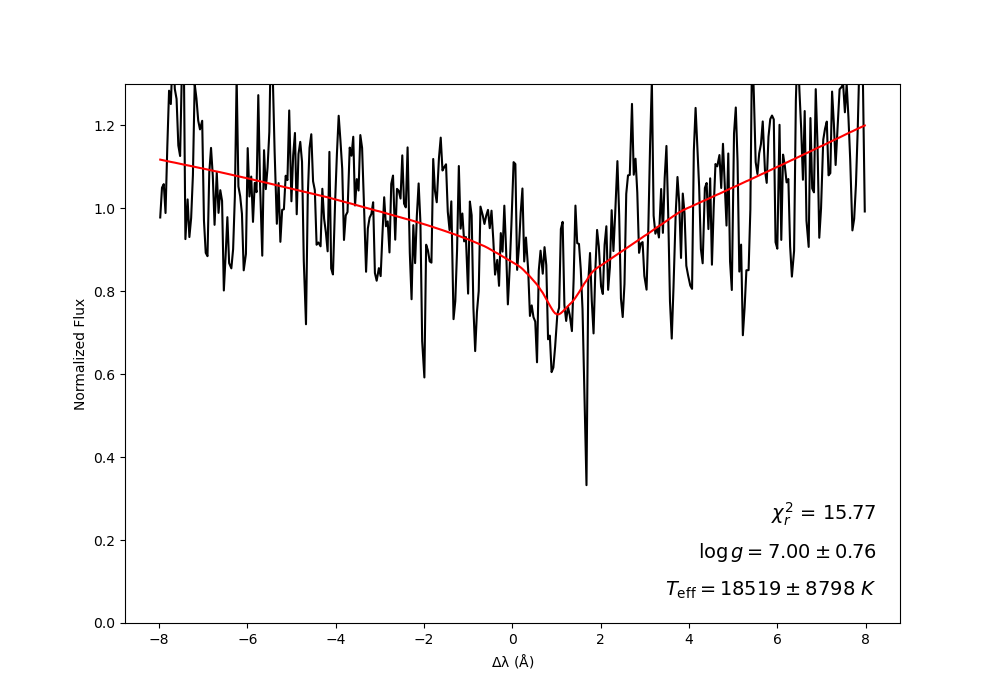 1.2
1.0
0.8
0.6
0.4
0.2
0.0
Normalized Flux
χ²ᵣ = 15.77
log g = 7.00 ± 0.76
T_eff = 18519 ± 8798 K
−8 −6 −4 −2 0 2 4 6 8
Δλ (Å)